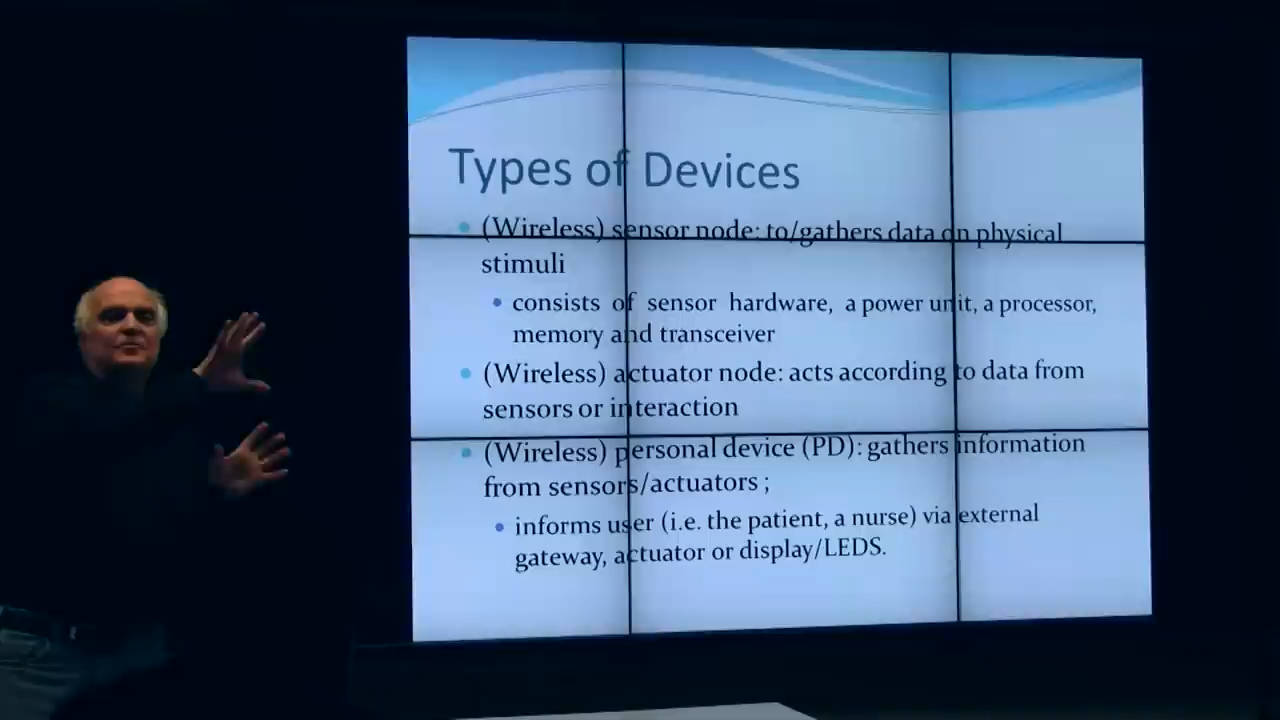 Types of Devices
(Wireless) sensor node: to/gathers data on physical
stimuli
consists of sensor hardware, a power unit, a processor,
memory and transceiver
(Wireless) actuator node: acts according to data from
sensors or interaction
(Wireless) personal device (PD): gathers information
from sensors/actuators ;
informs user (i.e. the patient, a nurse) via external
gateway, actuator or display/LEDS.